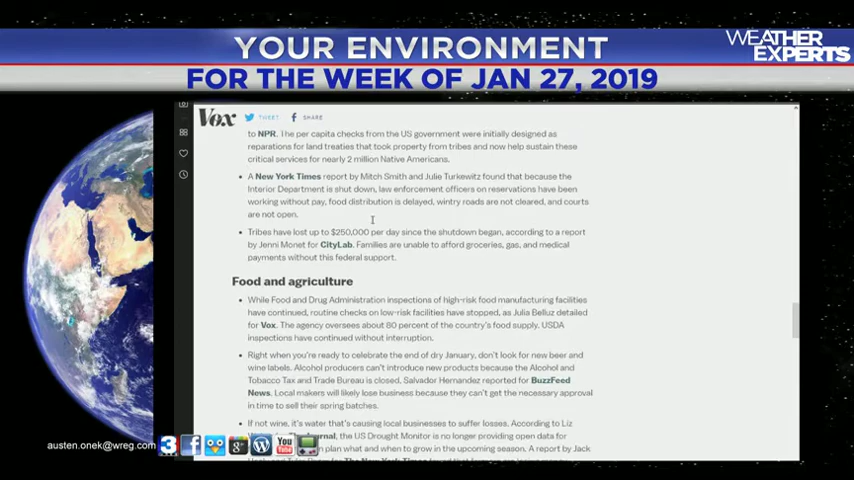 WEATHER
EXPERTS
YOUR ENVIRONMENT
FOR THE WEEK OF JAN 27, 2019
Vox TWEET SHARE
to NPR. The per capita checks from the US government were initially designed as
reparations for land treaties that took property from tribes and now help sustain these
critical services for nearly 2 million Native Americans.
• A New York Times report by Mitch Smith and Julie Turkewitz found that because the
Interior Department is shut down, law enforcement officers on reservations have been
working without pay, food distribution is delayed, wintry roads are not cleared, and courts
are not open.
• Tribes have lost up to $250,000 per day since the shutdown began, according to a report
by Jenni Monet for CityLab. Families are unable to afford groceries, gas, and medical
payments without this federal support.
Food and agriculture
• While Food and Drug Administration inspections of high-risk food manufacturing facilities
have continued, routine checks on low-risk facilities have stopped, as Julia Belluz detailed
for Vox. The agency oversees about 80 percent of the country's food supply. USDA
inspections have continued without interruption.
• Right when you're ready to celebrate the end of dry January, don't look for new beer and
wine labels. Alcohol producers can't introduce new products because the Alcohol and
Tobacco Tax and Trade Bureau is closed, Salvador Hernandez reported for BuzzFeed
News. Local makers will likely lose business because they can't get the necessary approval
in time to sell their spring batches.
• If not wine, it's water that's causing local businesses to suffer losses. According to Liz
Journal, the US Drought Monitor is no longer providing open data for
plan what and when to grow in the upcoming season. A report by Jack
austen.onek@wreg.com 3 f g+ W You Tube